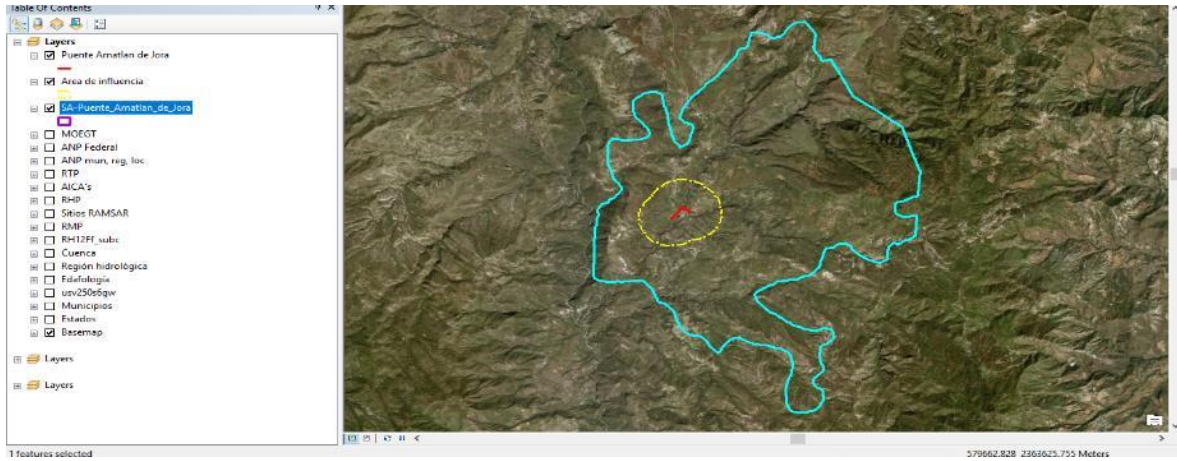 Table Of Contents
Layers
Puente Amatlan de Jora
Area de influencia
SA-Puente_Amatlan_de_Jora
MOEGT
ANP Federal
ANP mun, reg, loc
RTP
AICA's
RHP
Sitios RAMSAR
RMP
RH12Ff_subc
Cuenca
Región hidrológica
Edafología
usv250s6gw
Municipios
Estados
Basemap
Layers
Layers
1 features selected
579662.828 2363625.755 Meters